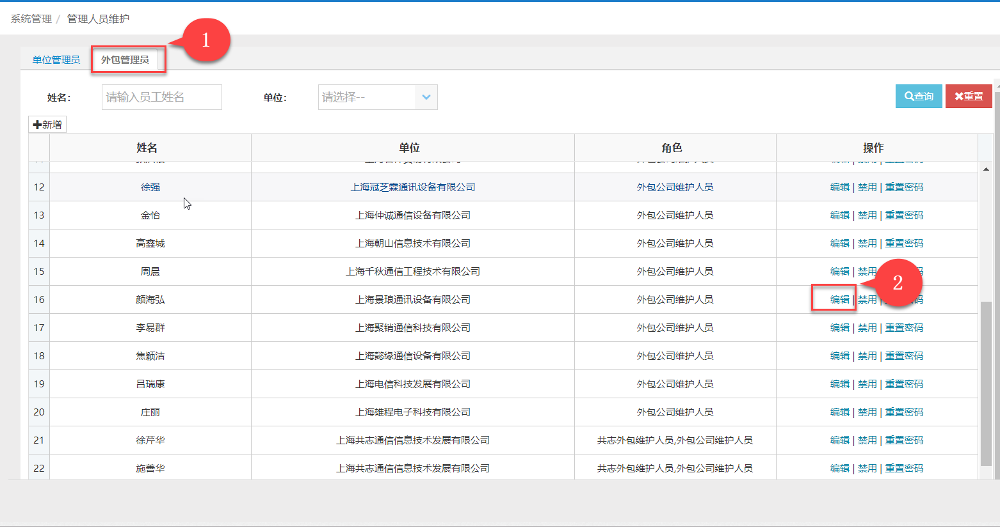 系统管理 / 管理人员维护
1
单位管理员 外包管理员
姓名: 请输入员工姓名 单位: 请选择-- 查询 重置
新增
姓名 单位 角色 操作
12 徐强 上海冠芝霖通讯设备有限公司 外包公司维护人员 编辑 | 禁用 | 重置密码
13 金怡 上海仲诚通信设备有限公司 外包公司维护人员 编辑 | 禁用 | 重置密码
14 高鑫城 上海朝山信息技术有限公司 外包公司维护人员 编辑 | 禁用 | 重置密码
15 周晨 上海千秋通信工程技术有限公司 外包公司维护人员 编辑 | 禁用 码
2
16 颜海弘 上海景琅通讯设备有限公司 外包公司维护人员 编辑 | 禁用 | 码
17 李易群 上海聚销通信科技有限公司 外包公司维护人员 编辑 | 禁用 | 重置密码
18 焦颖洁 上海懿缘通信设备有限公司 外包公司维护人员 编辑 | 禁用 | 重置密码
19 吕瑞康 上海电信科技发展有限公司 外包公司维护人员 编辑 | 禁用 | 重置密码
20 庄丽 上海雄程电子科技有限公司 外包公司维护人员 编辑 | 禁用 | 重置密码
21 徐芹华 上海共志通信信息技术发展有限公司 共志外包维护人员,外包公司维护人员 编辑 | 禁用 | 重置密码
22 施善华 上海共志通信信息技术发展有限公司 共志外包维护人员,外包公司维护人员 编辑 | 禁用 | 重置密码